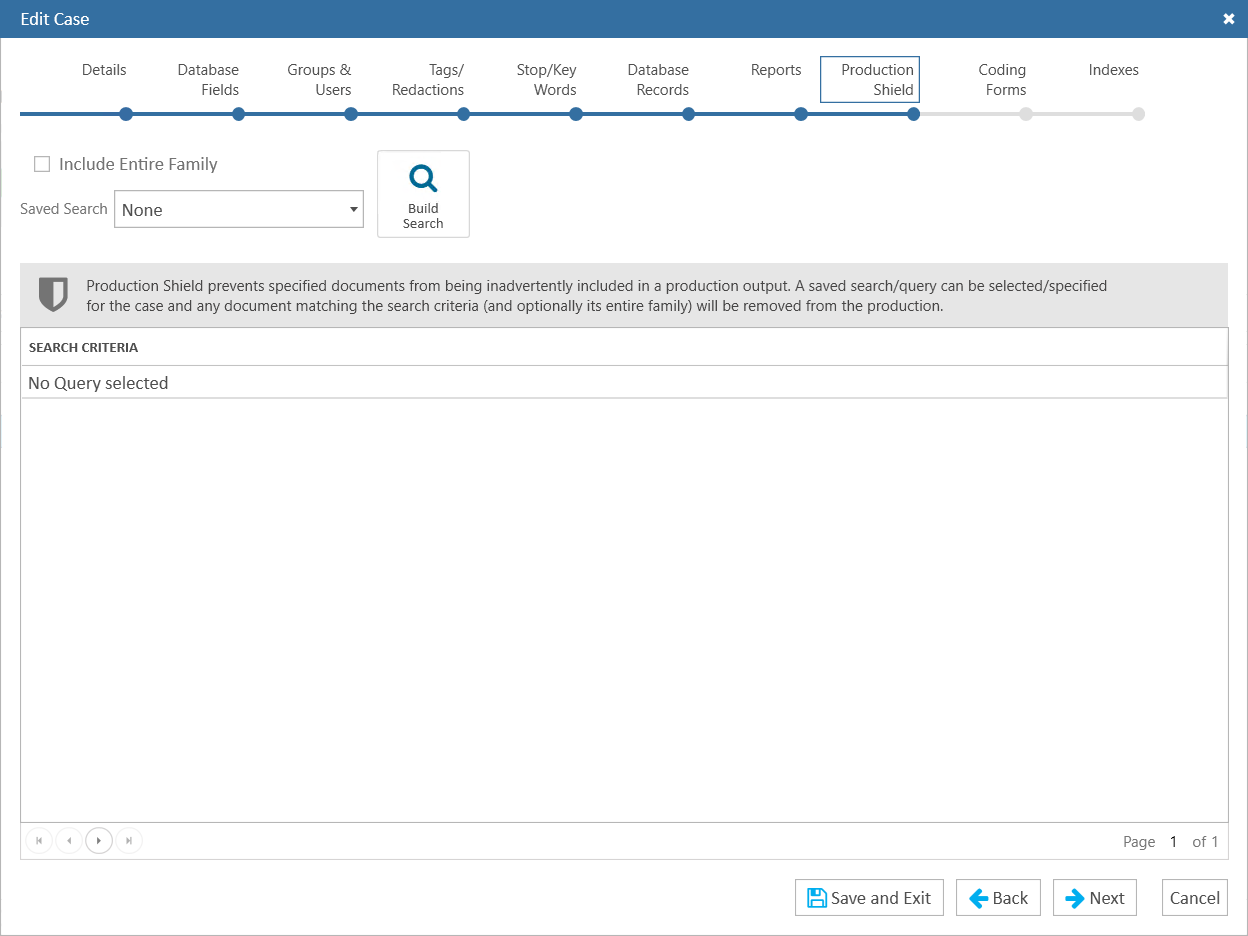 Edit Case
Details
Database
Fields
Groups &
Users
Tags/
Redactions
Stop/Key
Words
Database
Records
Reports
Production
Shield
Coding
Forms
Indexes
Include Entire Family
Saved Search
None
Build
Search
Production Shield prevents specified documents from being inadvertently included in a production output. A saved search/query can be selected/specified
for the case and any document matching the search criteria (and optionally its entire family) will be removed from the production.
SEARCH CRITERIA
No Query selected
Page 1 of 1
Save and Exit
Back
Next
Cancel